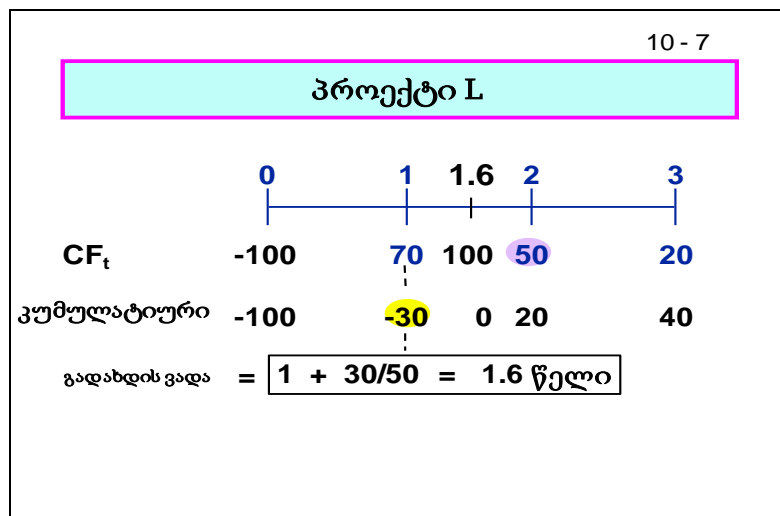 10 - 7
პროექტი L
0 1 1.6 2 3
CFt -100 70 100 50 20
კუმულატიური -100 -30 0 20 40
გადახდის ვადა = 1 + 30/50 = 1.6 წელი